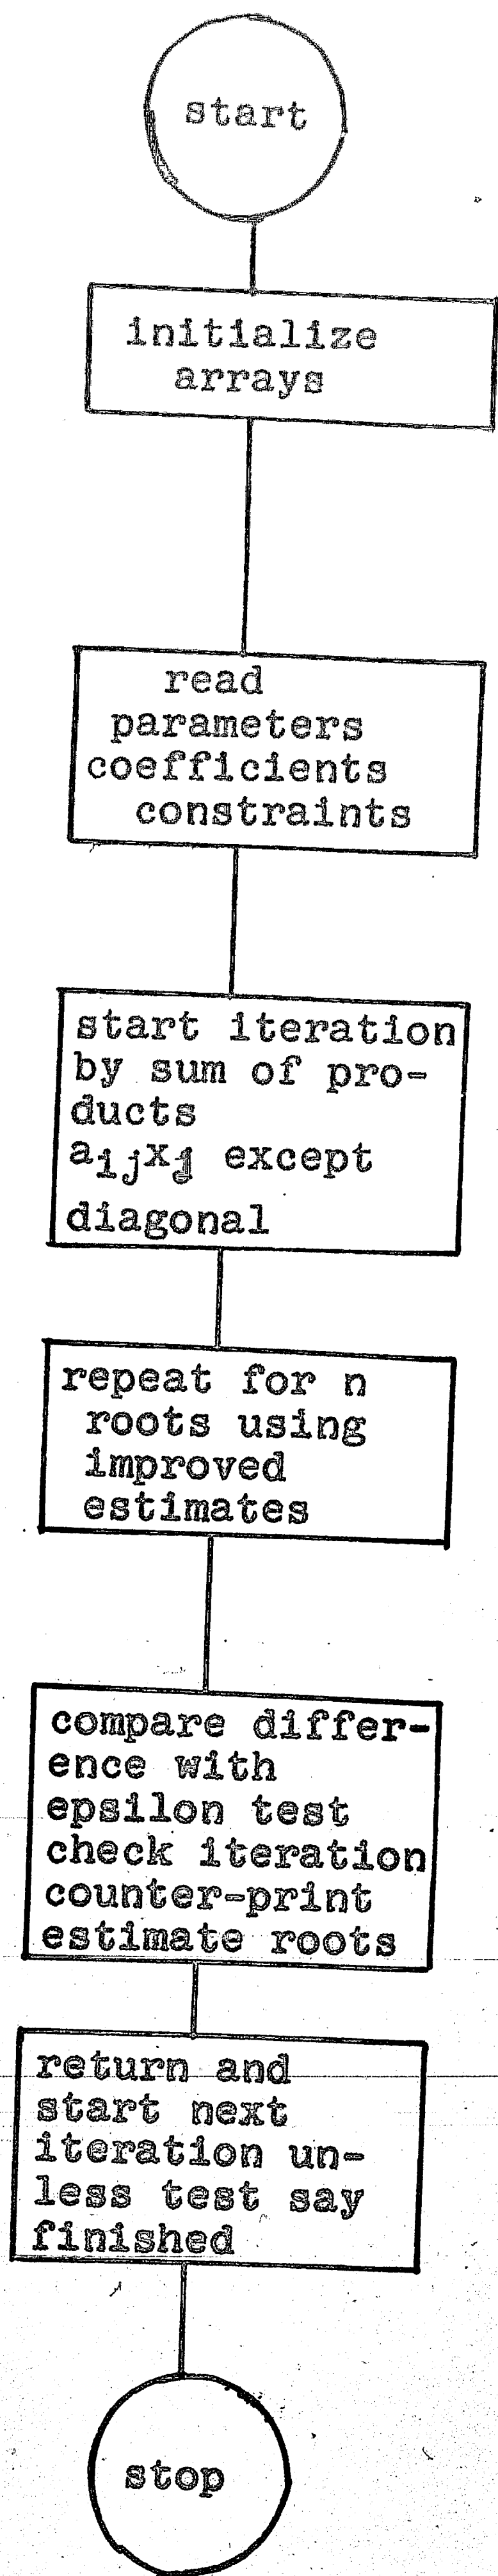 start
initialize
arrays
read
parameters
coefficients
constraints
start iteration
by sum of pro-
ducts
aijxj except
diagonal
repeat for n
roots using
improved
estimates
compare differ-
ence with
epsilon test
check iteration
counter-print
estimate roots
return and
start next
iteration un-
less test say
finished
stop